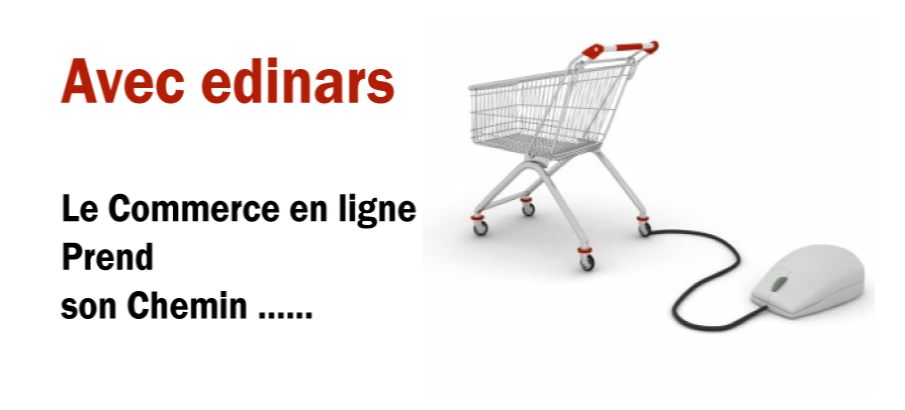 Avec edinars
Le Commerce en ligne
Prend
son Chemin ......